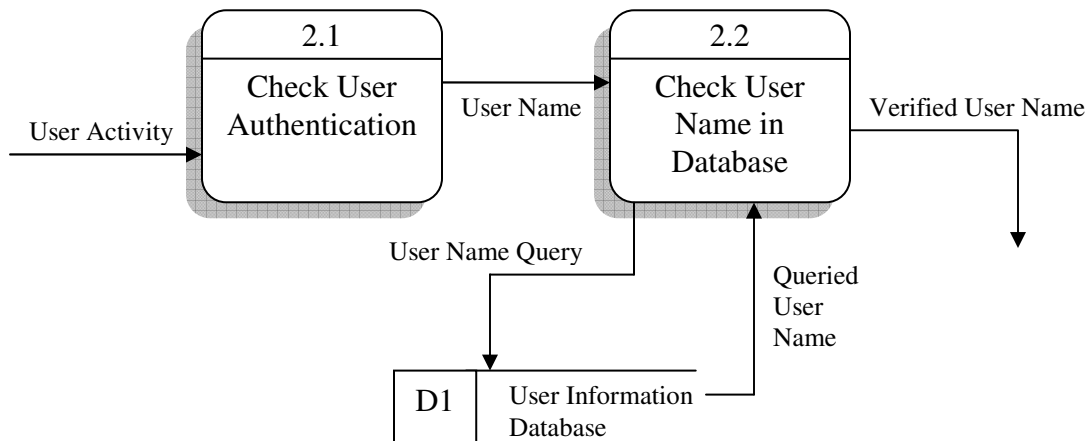 2.1
Check User
Authentication
2.2
Check User
Name in
Database
User Activity
User Name
Verified User Name
User Name Query
Queried
User
Name
D1
User Information
Database